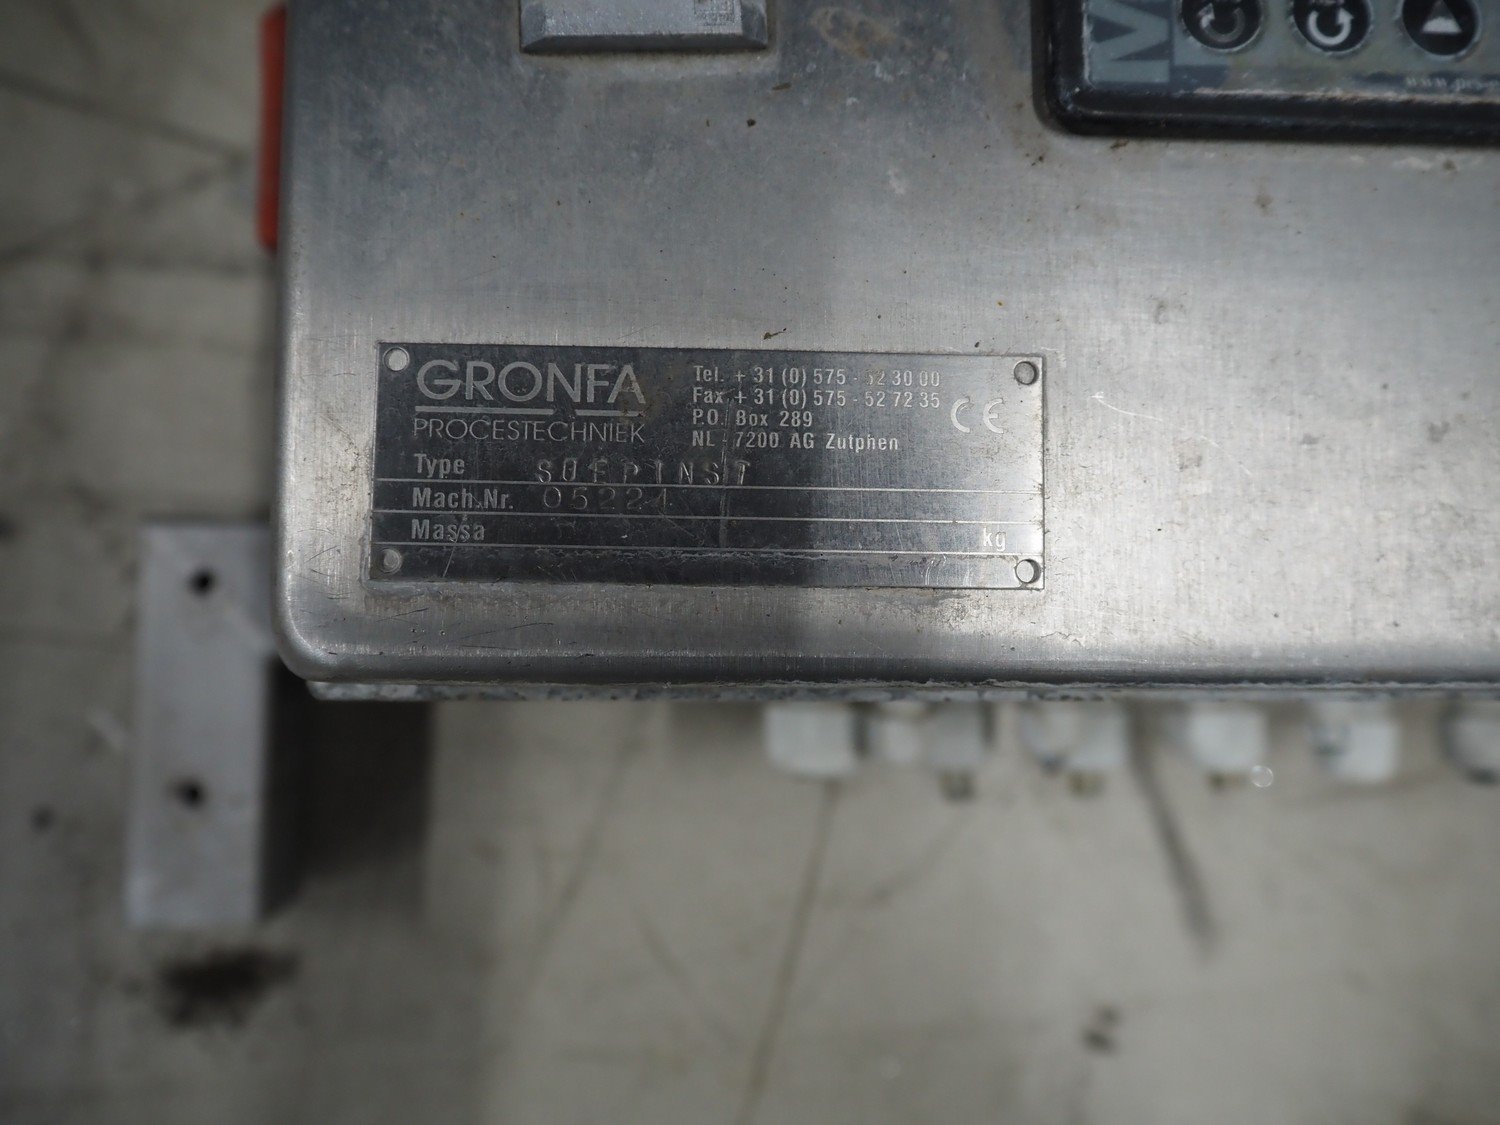 GRONFA
PROCESTECHNIEK
Tel. + 31 (0) 575 - 52 30 00
Fax + 31 (0) 575 - 52 72 35
P.O. Box 289
NL - 7200 AG Zutphen
CE
Type SOEPINST
Mach.Nr. 05224
Massa kg